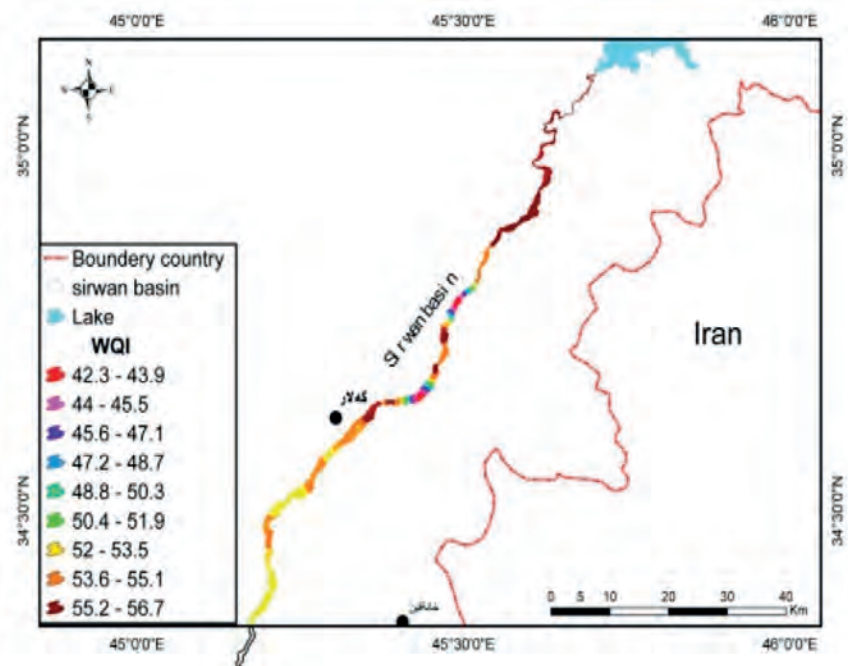 45°0'0"E 45°30'0"E 46°0'0"E
N
W E
S
35°0'0"N
35°0'0"N
Boundery country
sirwan basin
Lake
WQI
42.3 - 43.9
44 - 45.5
45.6 - 47.1
47.2 - 48.7
48.8 - 50.3
50.4 - 51.9
52 - 53.5
53.6 - 55.1
55.2 - 56.7
Sirwan basin
Iran
کەلار
34°30'0"N
34°30'0"N
خانەقین
0 5 10 20 30 40
Km
45°0'0"E 45°30'0"E 46°0'0"E